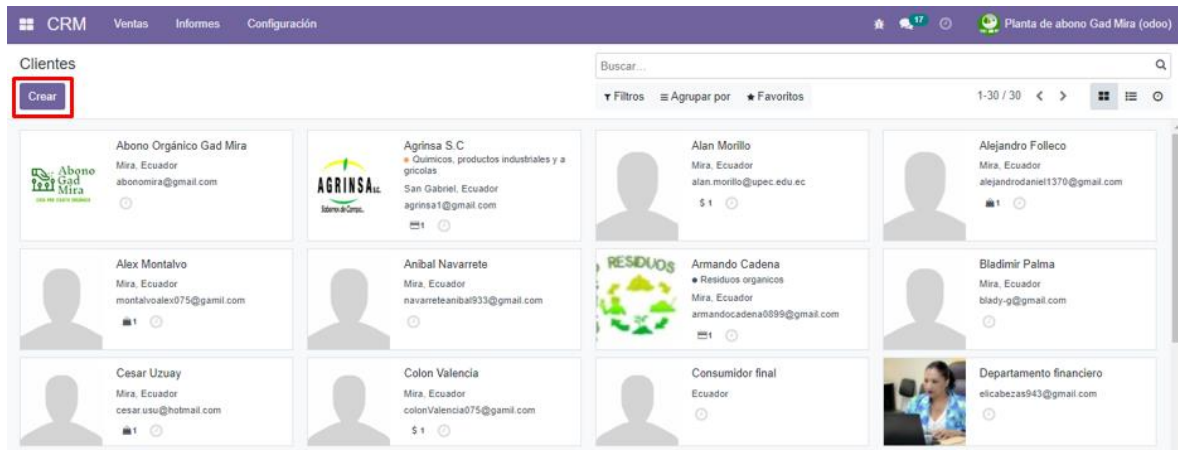 CRM Ventas Informes Configuración 17 Planta de abono Gad Mira (odoo)
Clientes
Buscar...
Crear
Filtros Agrupar por Favoritos 1-30 / 30
Abono Orgánico Gad Mira
Mira, Ecuador
abonomira@gmail.com
Abono
Gad
Mira
Agrinsa S.C
Quimicos, productos industriales y a
gricolas
San Gabriel, Ecuador
agrinsa1@gmail.com
1
AGRINSA S.C.
Sabemos de Campo...
Alan Morillo
Mira, Ecuador
alan.morillo@upec.edu.ec
$ 1
Alejandro Folleco
Mira, Ecuador
alejandrodaniel1370@gmail.com
1
Alex Montalvo
Mira, Ecuador
montalvoalex075@gamil.com
1
Anibal Navarrete
Mira, Ecuador
navarreteanibal933@gmail.com
RESIDUOS
Armando Cadena
Residuos organicos
Mira, Ecuador
armandocadena0899@gmail.com
1
Bladimir Palma
Mira, Ecuador
blady-g@gmail.com
Cesar Uzuay
Mira, Ecuador
cesar.usu@hotmail.com
1
Colon Valencia
Mira, Ecuador
colonValencia075@gamil.com
$ 1
Consumidor final
Ecuador
Departamento financiero
elicabezas943@gmail.com